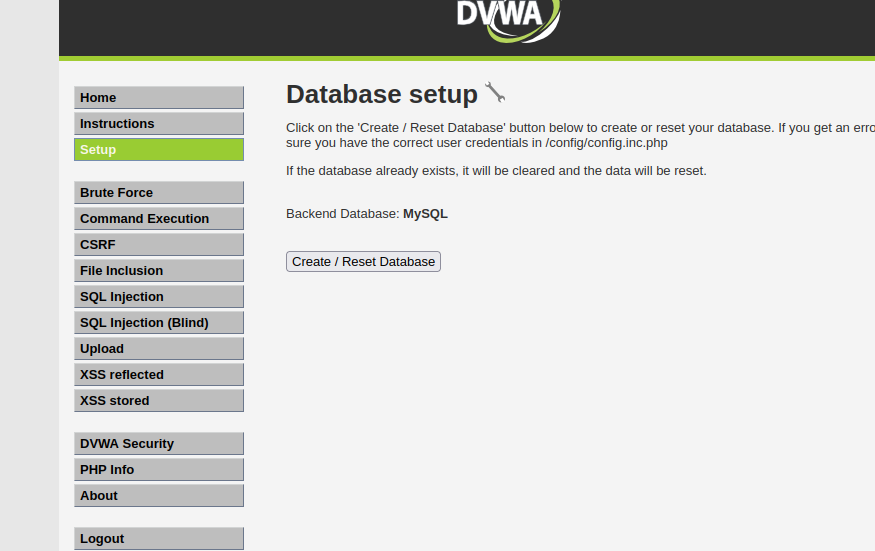 DVWA
Home
Instructions
Setup
Brute Force
Command Execution
CSRF
File Inclusion
SQL Injection
SQL Injection (Blind)
Upload
XSS reflected
XSS stored
DVWA Security
PHP Info
About
Logout
Database setup
Click on the 'Create / Reset Database' button below to create or reset your database. If you get an erro
sure you have the correct user credentials in /config/config.inc.php
If the database already exists, it will be cleared and the data will be reset.
Backend Database: MySQL
Create / Reset Database